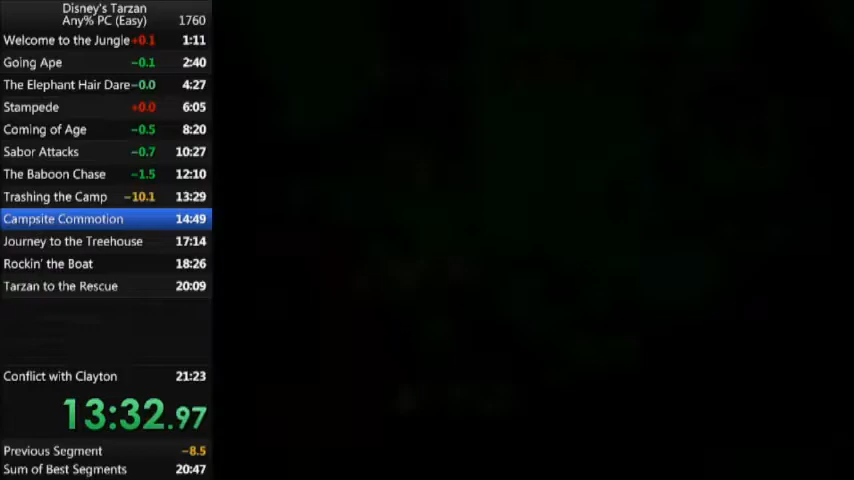 Disney's Tarzan
Any% PC (Easy) 1760
Welcome to the Jungle +0.1 1:11
Going Ape −0.1 2:40
The Elephant Hair Dare −0.0 4:27
Stampede +0.0 6:05
Coming of Age −0.5 8:20
Sabor Attacks −0.7 10:27
The Baboon Chase −1.5 12:10
Trashing the Camp −10.1 13:29
Campsite Commotion 14:49
Journey to the Treehouse 17:14
Rockin' the Boat 18:26
Tarzan to the Rescue 20:09
Conflict with Clayton 21:23
13:32.97
Previous Segment −8.5
Sum of Best Segments 20:47